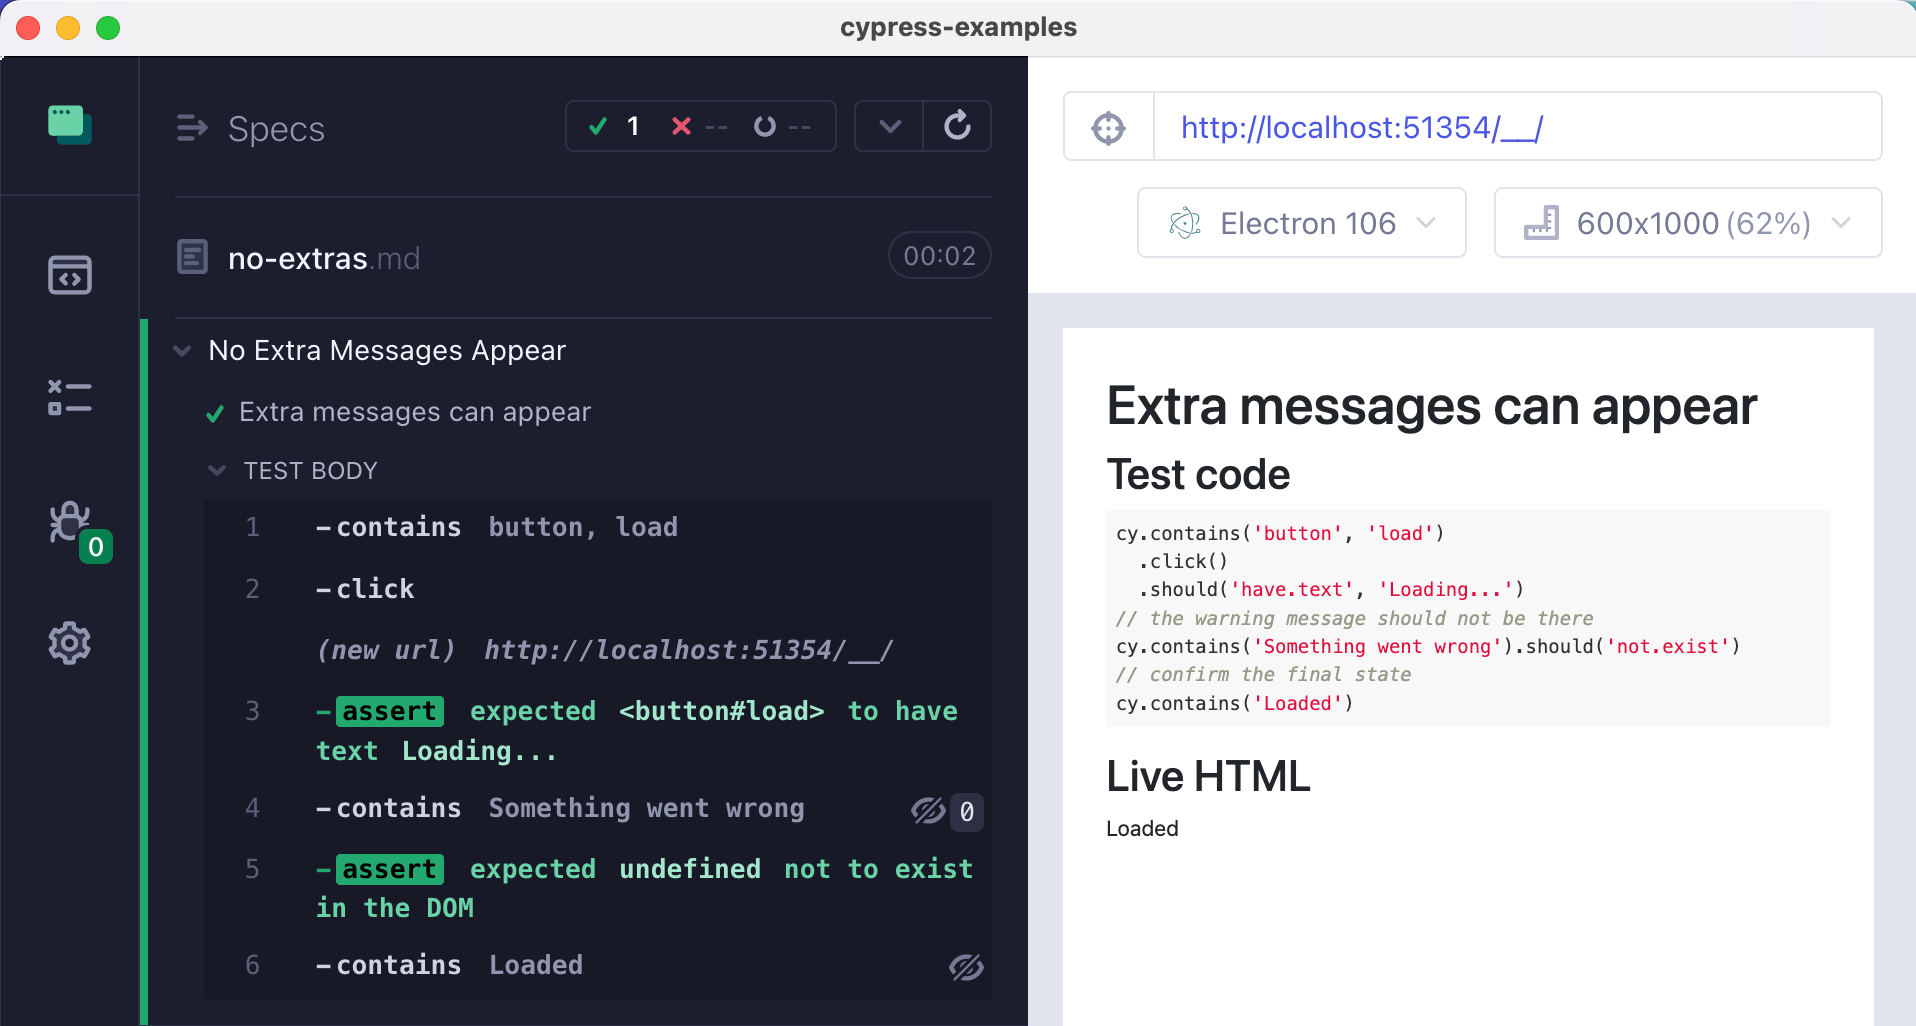 cypress-examples
Specs
1 -- --
no-extras.md
00:02
No Extra Messages Appear
Extra messages can appear
TEST BODY
1 -contains button, load
2 -click
(new url) http://localhost:51354/__/
3 -assert expected <button#load> to have
text Loading...
4 -contains Something went wrong 0
5 -assert expected undefined not to exist
in the DOM
6 -contains Loaded
0
http://localhost:51354/__/
Electron 106
600x1000 (62%)
Extra messages can appear
Test code
cy.contains('button', 'load')
.click()
.should('have.text', 'Loading...')
// the warning message should not be there
cy.contains('Something went wrong').should('not.exist')
// confirm the final state
cy.contains('Loaded')
Live HTML
Loaded